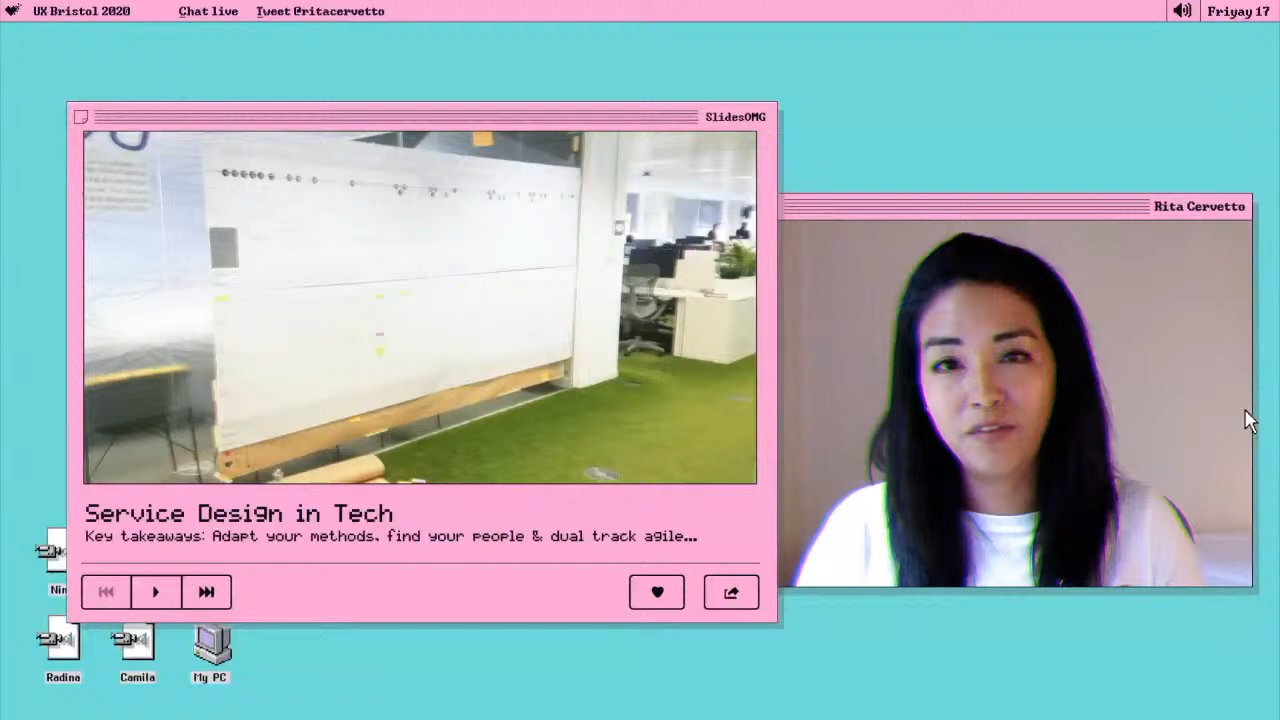 UX Bristol 2020 Chat live Tweet @ritacervetto Friyay 17
SlidesOMG
Rita Cervetto
Service Design in Tech
Key takeaways: Adapt your methods, find your people & dual track agile...
Nin
Radina Camila My PC